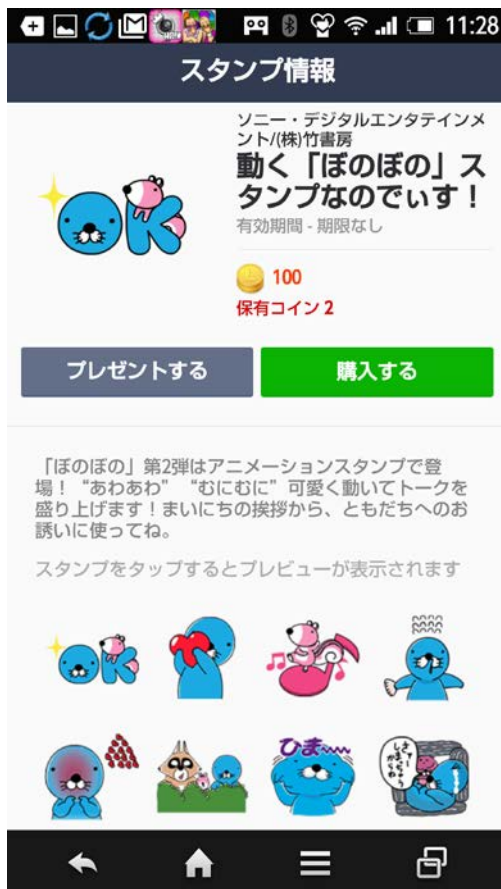 11:28
スタンプ情報
ソニー・デジタルエンタテインメ
ント/(株)竹書房
動く「ぼのぼの」ス
タンプなのでぃす！
有効期間 - 期限なし
100
保有コイン 2
プレゼントする
購入する
「ぼのぼの」第2弾はアニメーションスタンプで登
場！“あわあわ”“むにむに”可愛く動いてトークを
盛り上げます！まいにちの挨拶から、ともだちへのお
誘いに使ってね。
スタンプをタップするとプレビューが表示されます
OK
OK
ひま〜